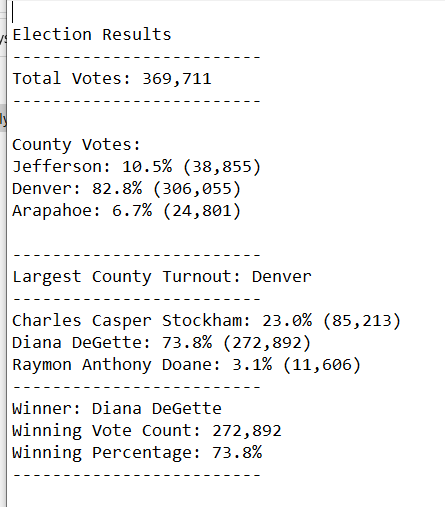 Election Results
-------------------------
Total Votes: 369,711
-------------------------
County Votes:
Jefferson: 10.5% (38,855)
Denver: 82.8% (306,055)
Arapahoe: 6.7% (24,801)
-------------------------
Largest County Turnout: Denver
-------------------------
Charles Casper Stockham: 23.0% (85,213)
Diana DeGette: 73.8% (272,892)
Raymon Anthony Doane: 3.1% (11,606)
-------------------------
Winner: Diana DeGette
Winning Vote Count: 272,892
Winning Percentage: 73.8%
-------------------------